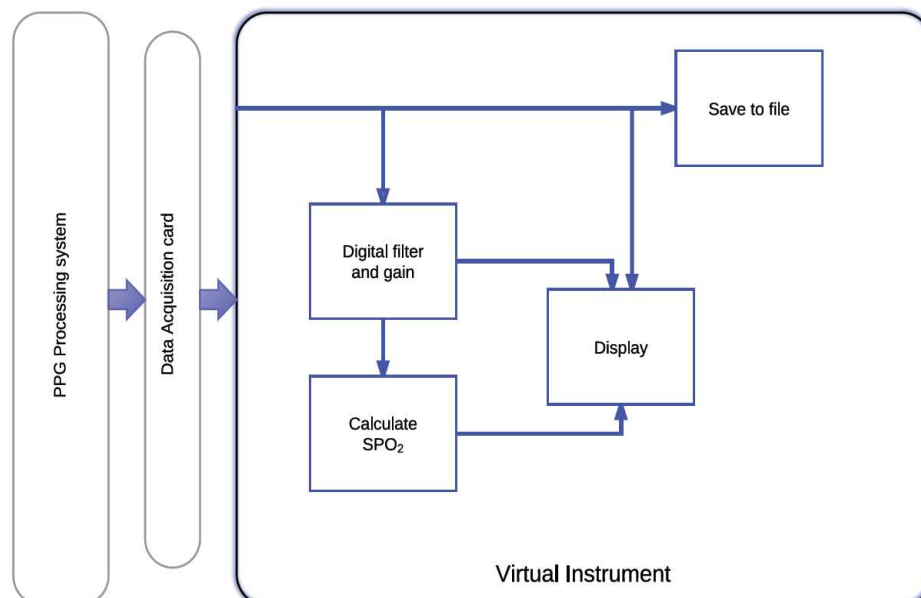 PPG Processing system
Data Acquisition card
Save to file
Digital filter
and gain
Display
Calculate
SPO₂
Virtual Instrument